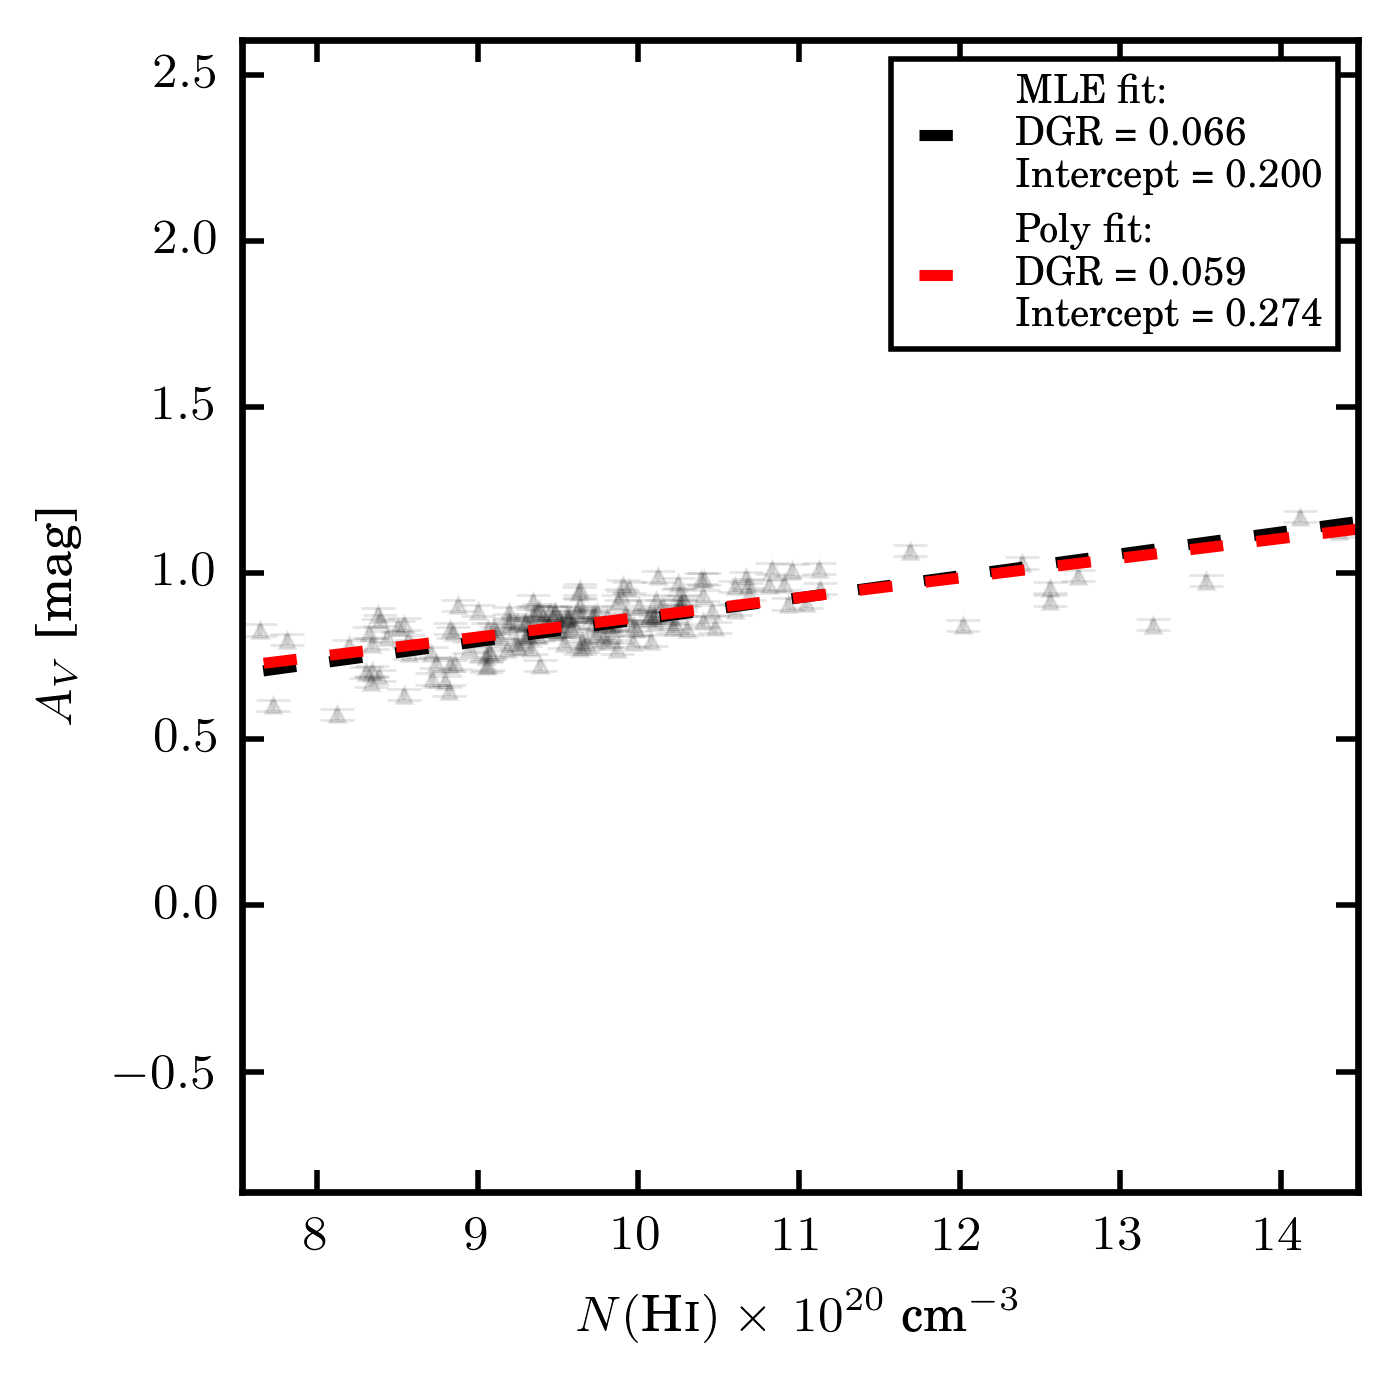 2.5
2.0
1.5
1.0
0.5
0.0
−0.5
A_V [mag]
MLE fit:
DGR = 0.066
Intercept = 0.200
Poly fit:
DGR = 0.059
Intercept = 0.274
8 9 10 11 12 13 14
N(HI) × 10²⁰ cm⁻³